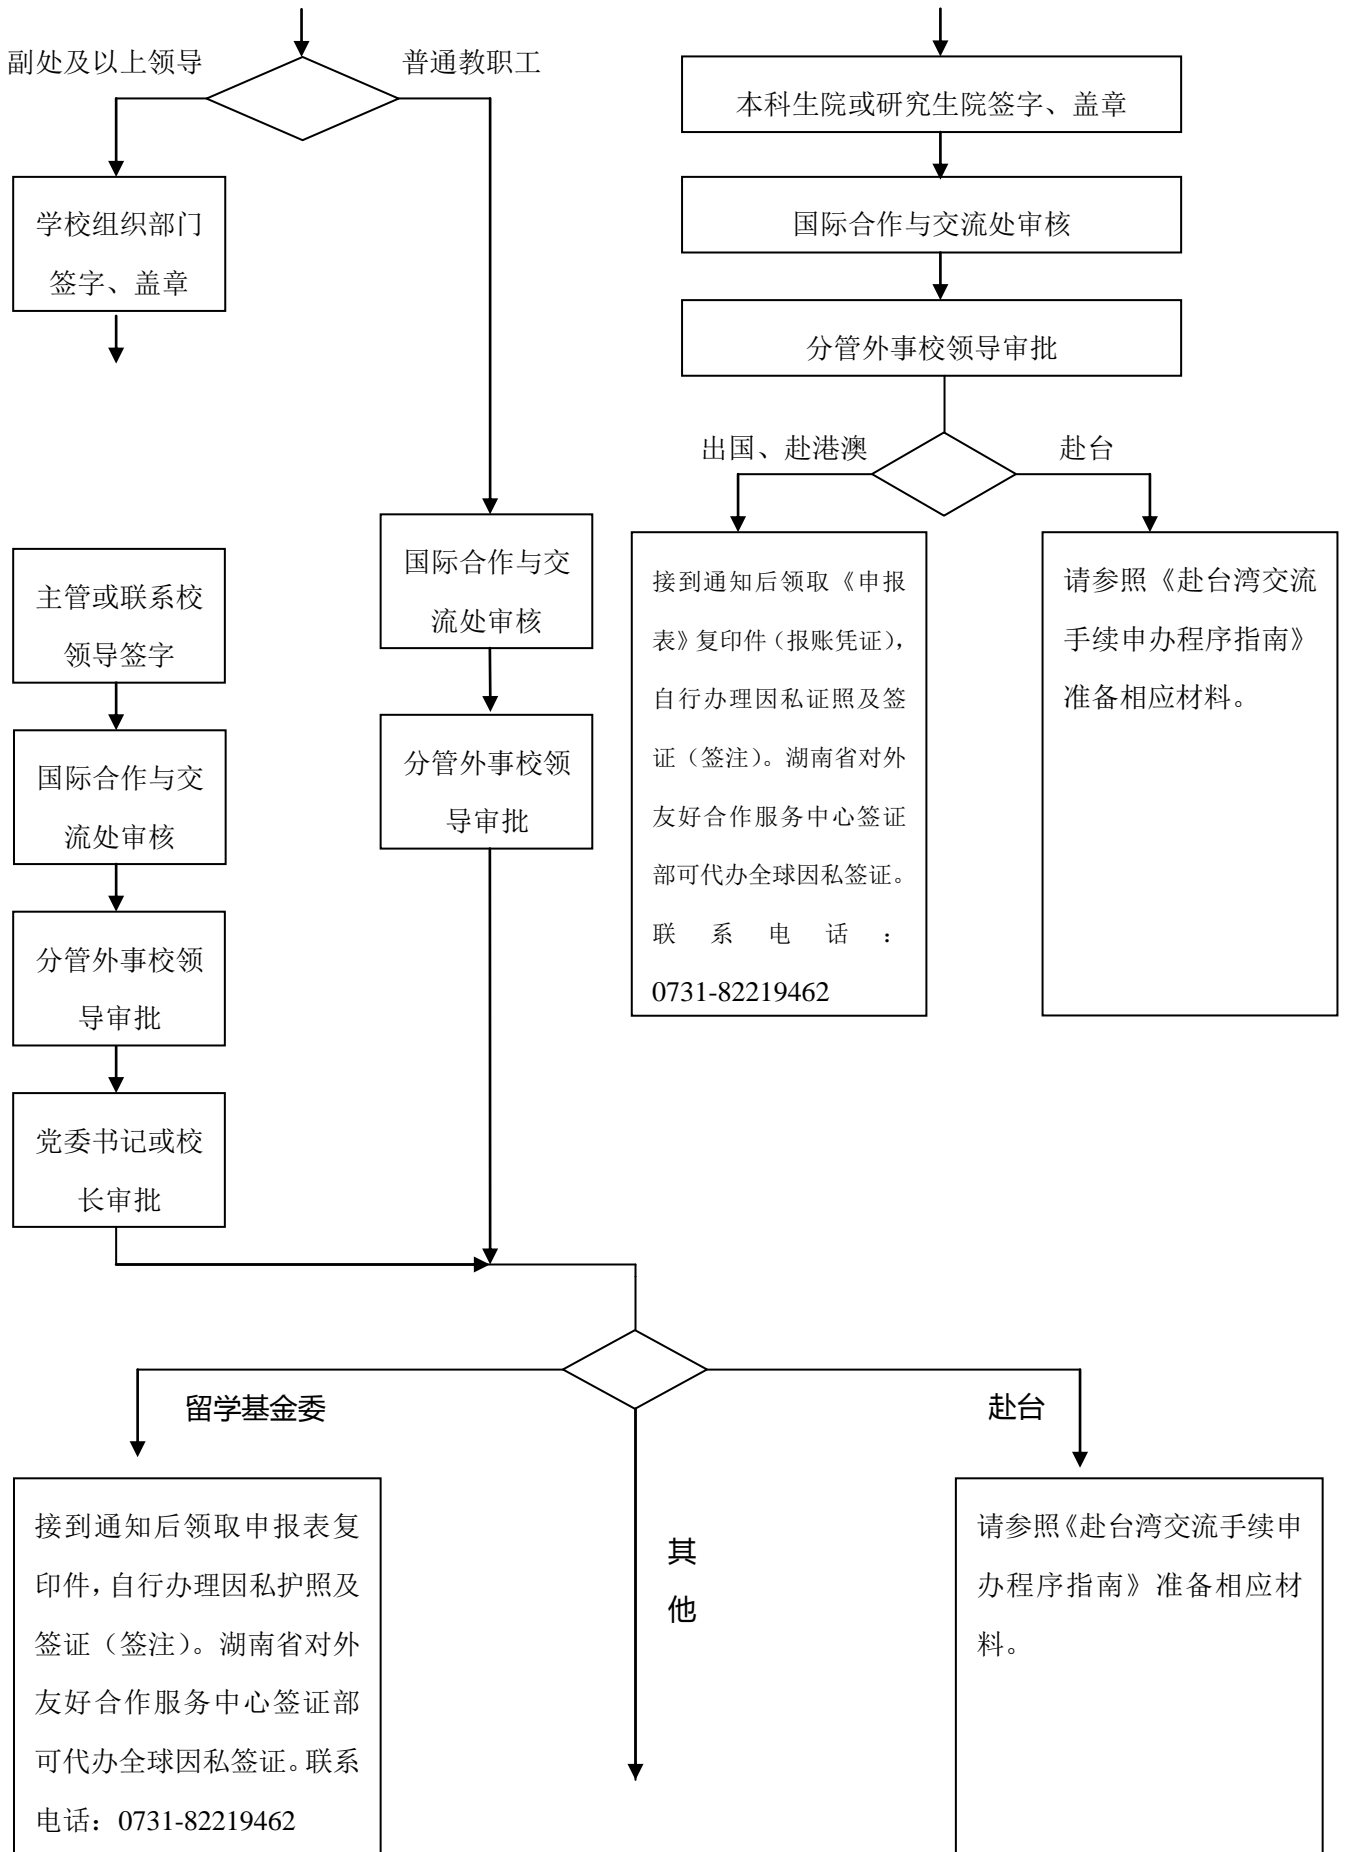 副处及以上领导
普通教职工
学校组织部门
签字、盖章
主管或联系校
领导签字
国际合作与交
流处审核
分管外事校领
导审批
党委书记或校
长审批
国际合作与交
流处审核
分管外事校领
导审批
本科生院或研究生院签字、盖章
国际合作与交流处审核
分管外事校领导审批
出国、赴港澳
赴台
接到通知后领取《申报
表》复印件（报账凭证），
自行办理因私证照及签
证（签注）。湖南省对外
友好合作服务中心签证
部可代办全球因私签证。
联系电话：
0731-82219462
请参照《赴台湾交流
手续申办程序指南》
准备相应材料。
留学基金委
其
他
赴台
接到通知后领取申报表复
印件，自行办理因私护照及
签证（签注）。湖南省对外
友好合作服务中心签证部
可代办全球因私签证。联系
电话：0731-82219462
请参照《赴台湾交流手续申
办程序指南》准备相应材
料。